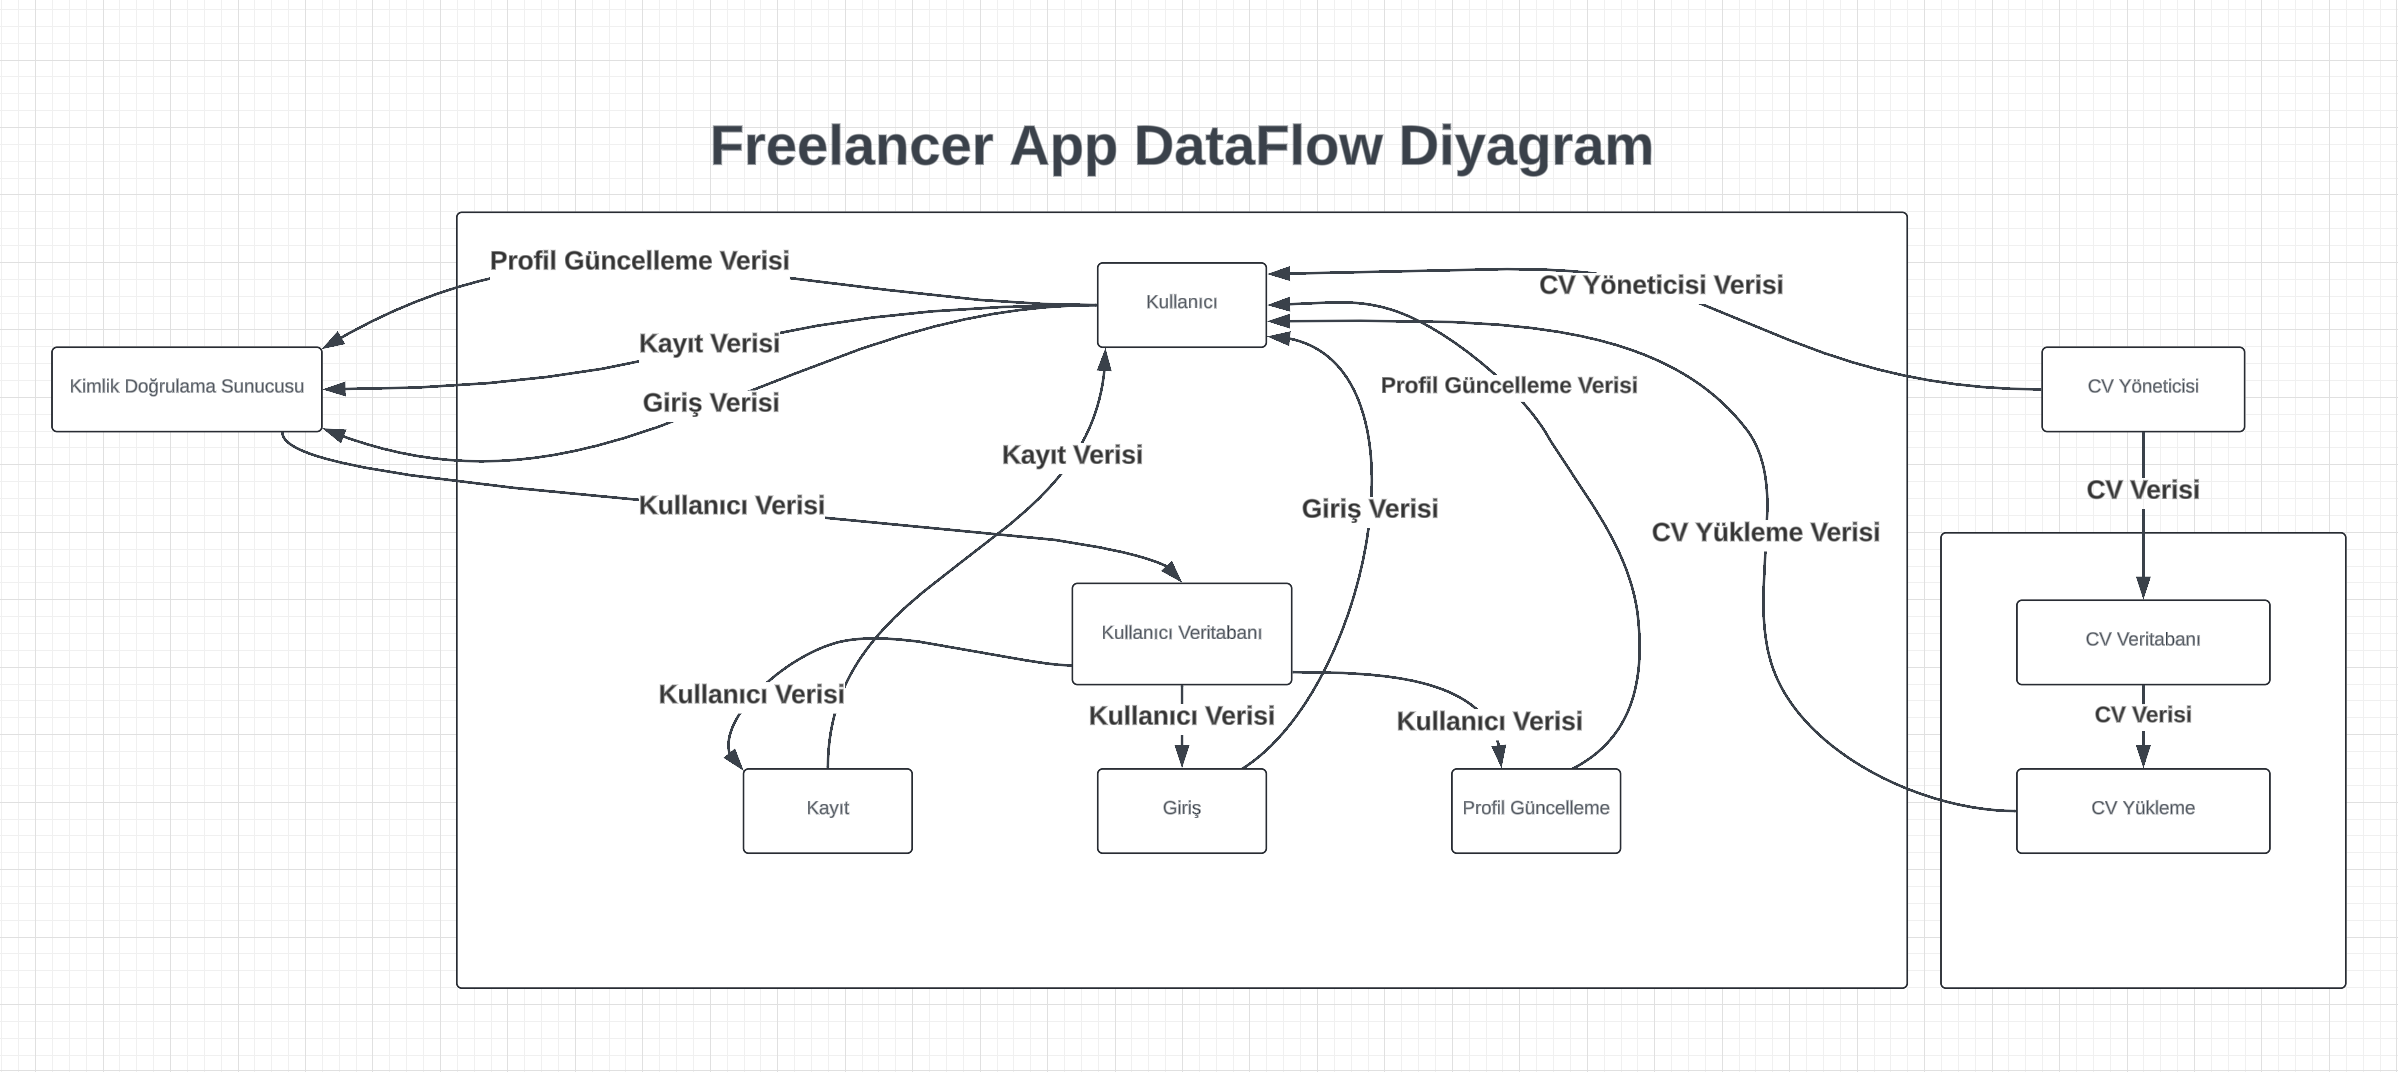 Freelancer App DataFlow Diyagram
Profil Güncelleme Verisi
Kullanıcı
CV Yöneticisi Verisi
Kayıt Verisi
Kimlik Doğrulama Sunucusu
Profil Güncelleme Verisi
CV Yöneticisi
Giriş Verisi
Kayıt Verisi
CV Verisi
Kullanıcı Verisi
Giriş Verisi
CV Yükleme Verisi
Kullanıcı Veritabanı
CV Veritabanı
Kullanıcı Verisi
Kullanıcı Verisi
Kullanıcı Verisi
CV Verisi
Kayıt
Giriş
Profil Güncelleme
CV Yükleme